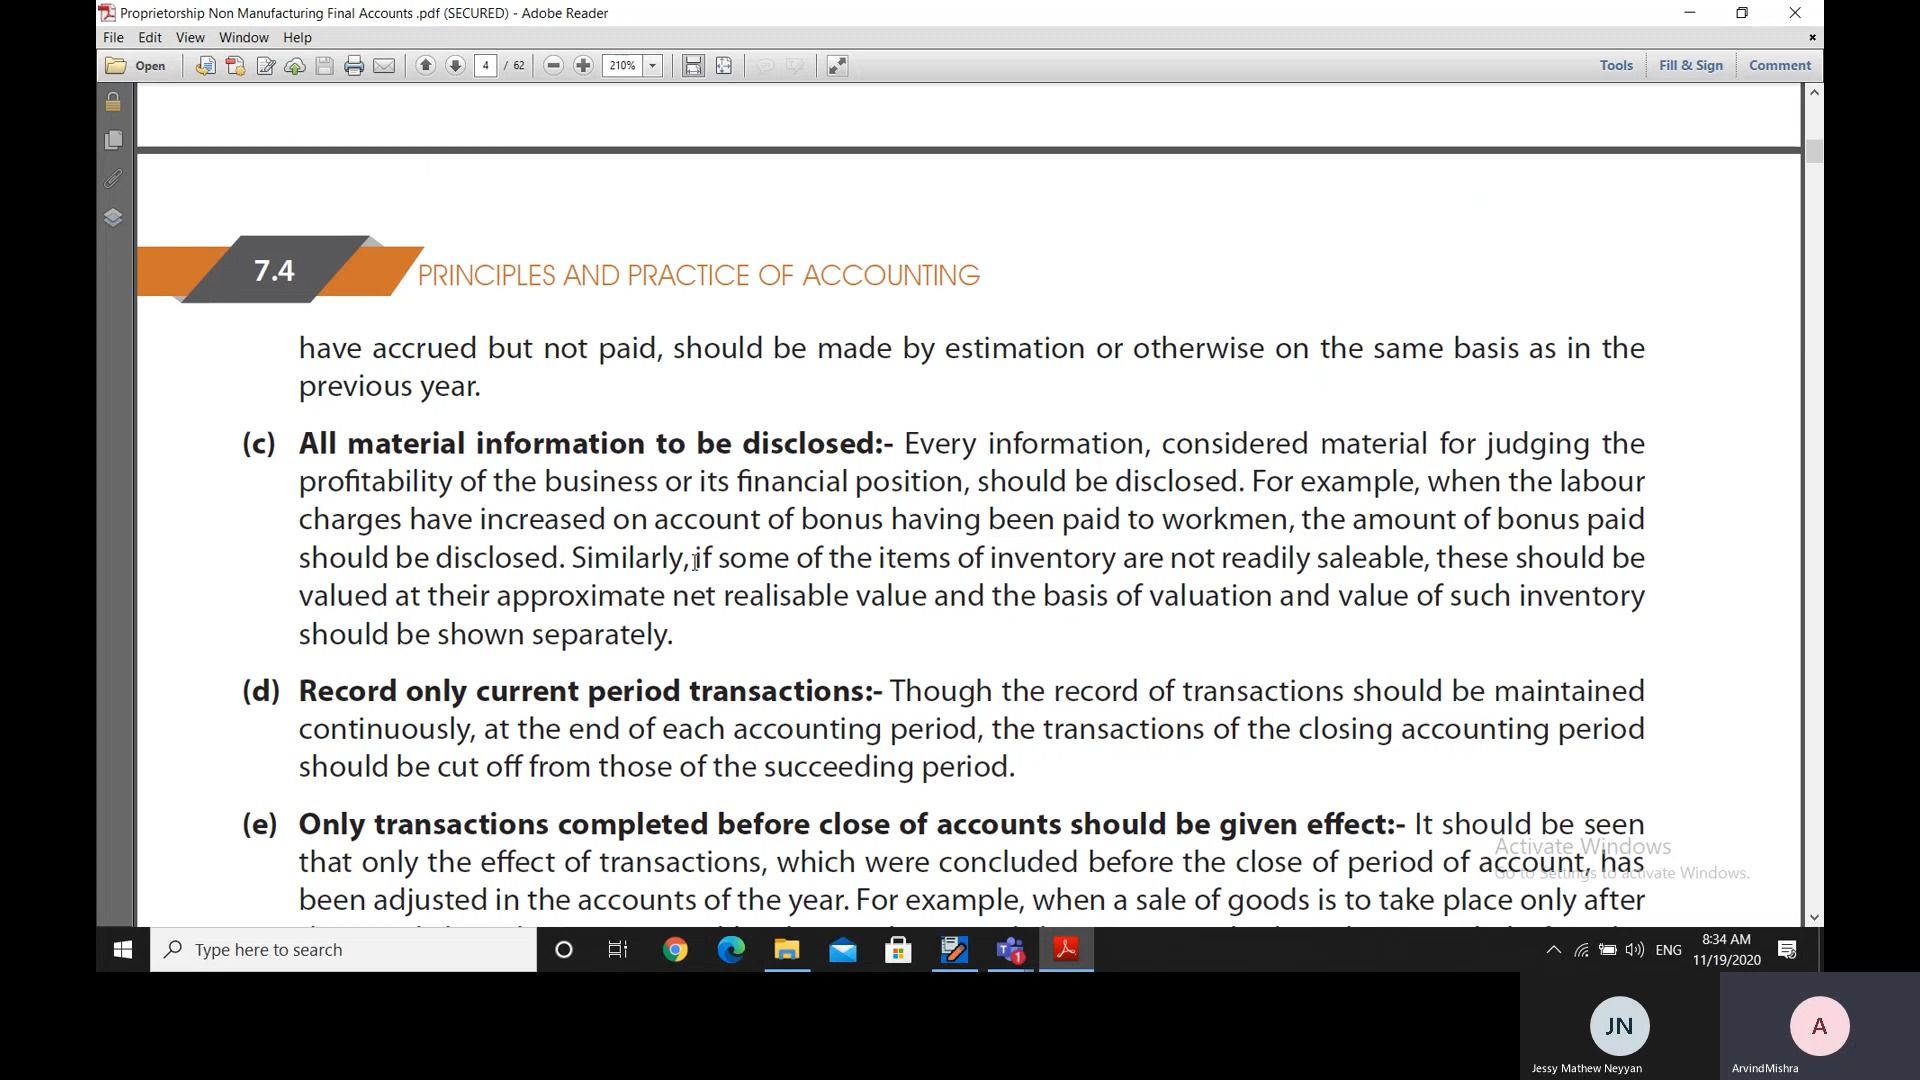 Proprietorship Non Manufacturing Final Accounts .pdf (SECURED) - Adobe Reader
File Edit View Window Help
Open 4 / 62 210% Tools Fill & Sign Comment
7.4 PRINCIPLES AND PRACTICE OF ACCOUNTING
have accrued but not paid, should be made by estimation or otherwise on the same basis as in the
previous year.
(c) All material information to be disclosed:- Every information, considered material for judging the
profitability of the business or its financial position, should be disclosed. For example, when the labour
charges have increased on account of bonus having been paid to workmen, the amount of bonus paid
should be disclosed. Similarly, if some of the items of inventory are not readily saleable, these should be
valued at their approximate net realisable value and the basis of valuation and value of such inventory
should be shown separately.
(d) Record only current period transactions:- Though the record of transactions should be maintained
continuously, at the end of each accounting period, the transactions of the closing accounting period
should be cut off from those of the succeeding period.
(e) Only transactions completed before close of accounts should be given effect:- It should be seen
that only the effect of transactions, which were concluded before the close of period of account, has
been adjusted in the accounts of the year. For example, when a sale of goods is to take place only after
Activate Windows
Go to Settings to activate Windows.
Type here to search
1
ENG
8:34 AM
11/19/2020
JN
A
Jessy Mathew Neyyan
ArvindMishra